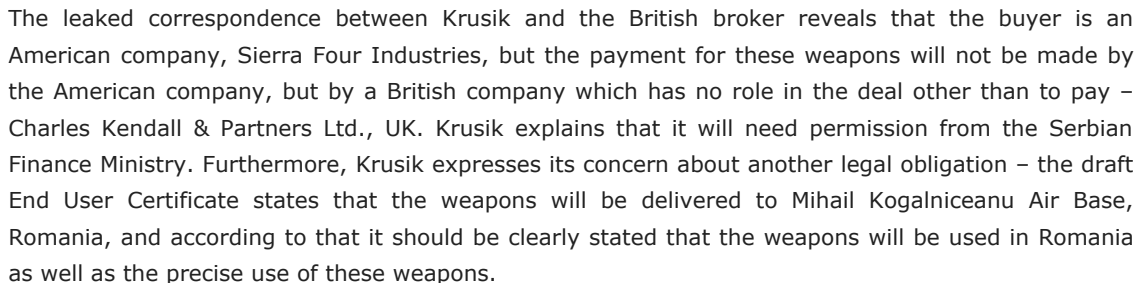 The leaked correspondence between Krusik and the British broker reveals that the buyer is an
American company, Sierra Four Industries, but the payment for these weapons will not be made by
the American company, but by a British company which has no role in the deal other than to pay –
Charles Kendall & Partners Ltd., UK. Krusik explains that it will need permission from the Serbian
Finance Ministry. Furthermore, Krusik expresses its concern about another legal obligation – the draft
End User Certificate states that the weapons will be delivered to Mihail Kogalniceanu Air Base,
Romania, and according to that it should be clearly stated that the weapons will be used in Romania
as well as the precise use of these weapons.